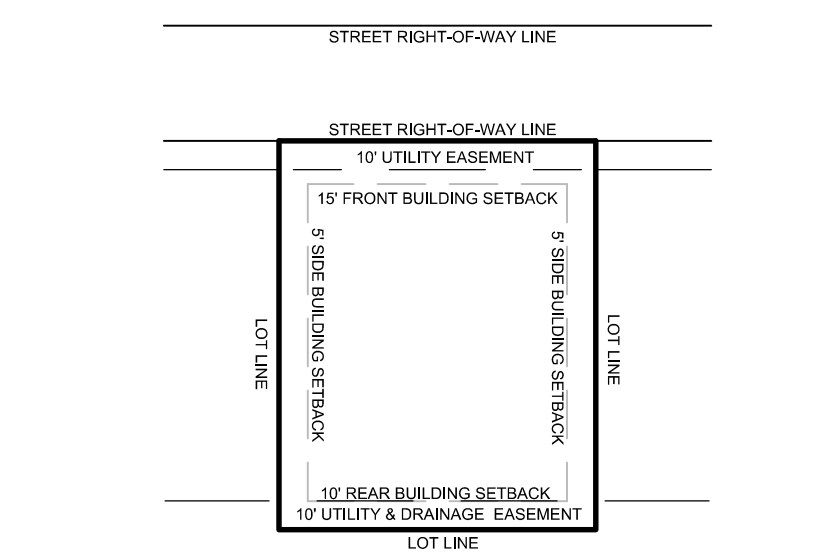 STREET RIGHT-OF-WAY LINE
STREET RIGHT-OF-WAY LINE
10' UTILITY EASEMENT
15' FRONT BUILDING SETBACK
5' SIDE BUILDING SETBACK
5' SIDE BUILDING SETBACK
LOT LINE
LOT LINE
10' REAR BUILDING SETBACK
10' UTILITY & DRAINAGE EASEMENT
LOT LINE